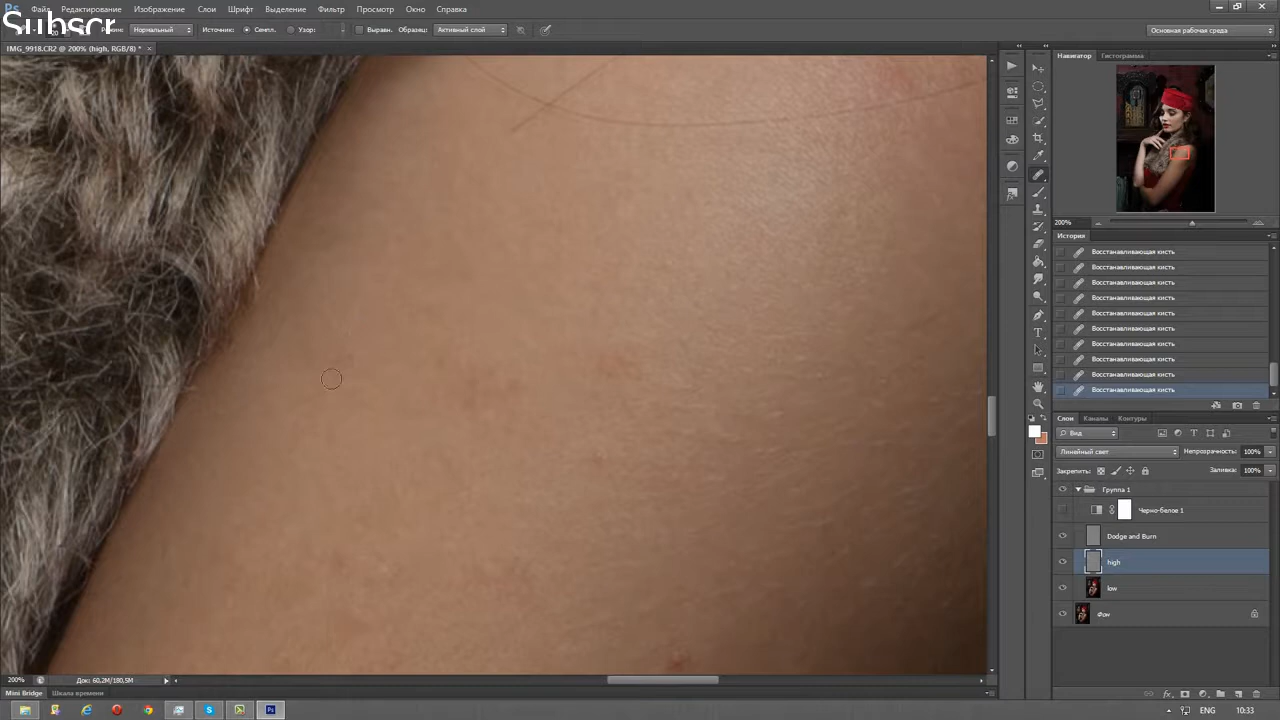 Ps Файл Редактирование Изображение Слои Шрифт Выделение Фильтр Просмотр Окно Справка
Subscr
Режим: Нормальный Источник: Сэмпл. Узор: Выравн. Образец: Активный слой Основная рабочая среда
IMG_9918.CR2 @ 200% (high, RGB/8) *
Навигатор Гистограмма
200%
История
Восстанавливающая кисть
Восстанавливающая кисть
Восстанавливающая кисть
Восстанавливающая кисть
Восстанавливающая кисть
Восстанавливающая кисть
Восстанавливающая кисть
Восстанавливающая кисть
Восстанавливающая кисть
Восстанавливающая кисть
Слои Каналы Контуры
Вид
Линейный свет Непрозрачность: 100%
Закрепить: Заливка: 100%
Группа 1
Черно-белое 1
Dodge and Burn
high
low
Фон
200% Док: 60,2M/180,5M
Mini Bridge Шкала времени
Ps ENG 10:33